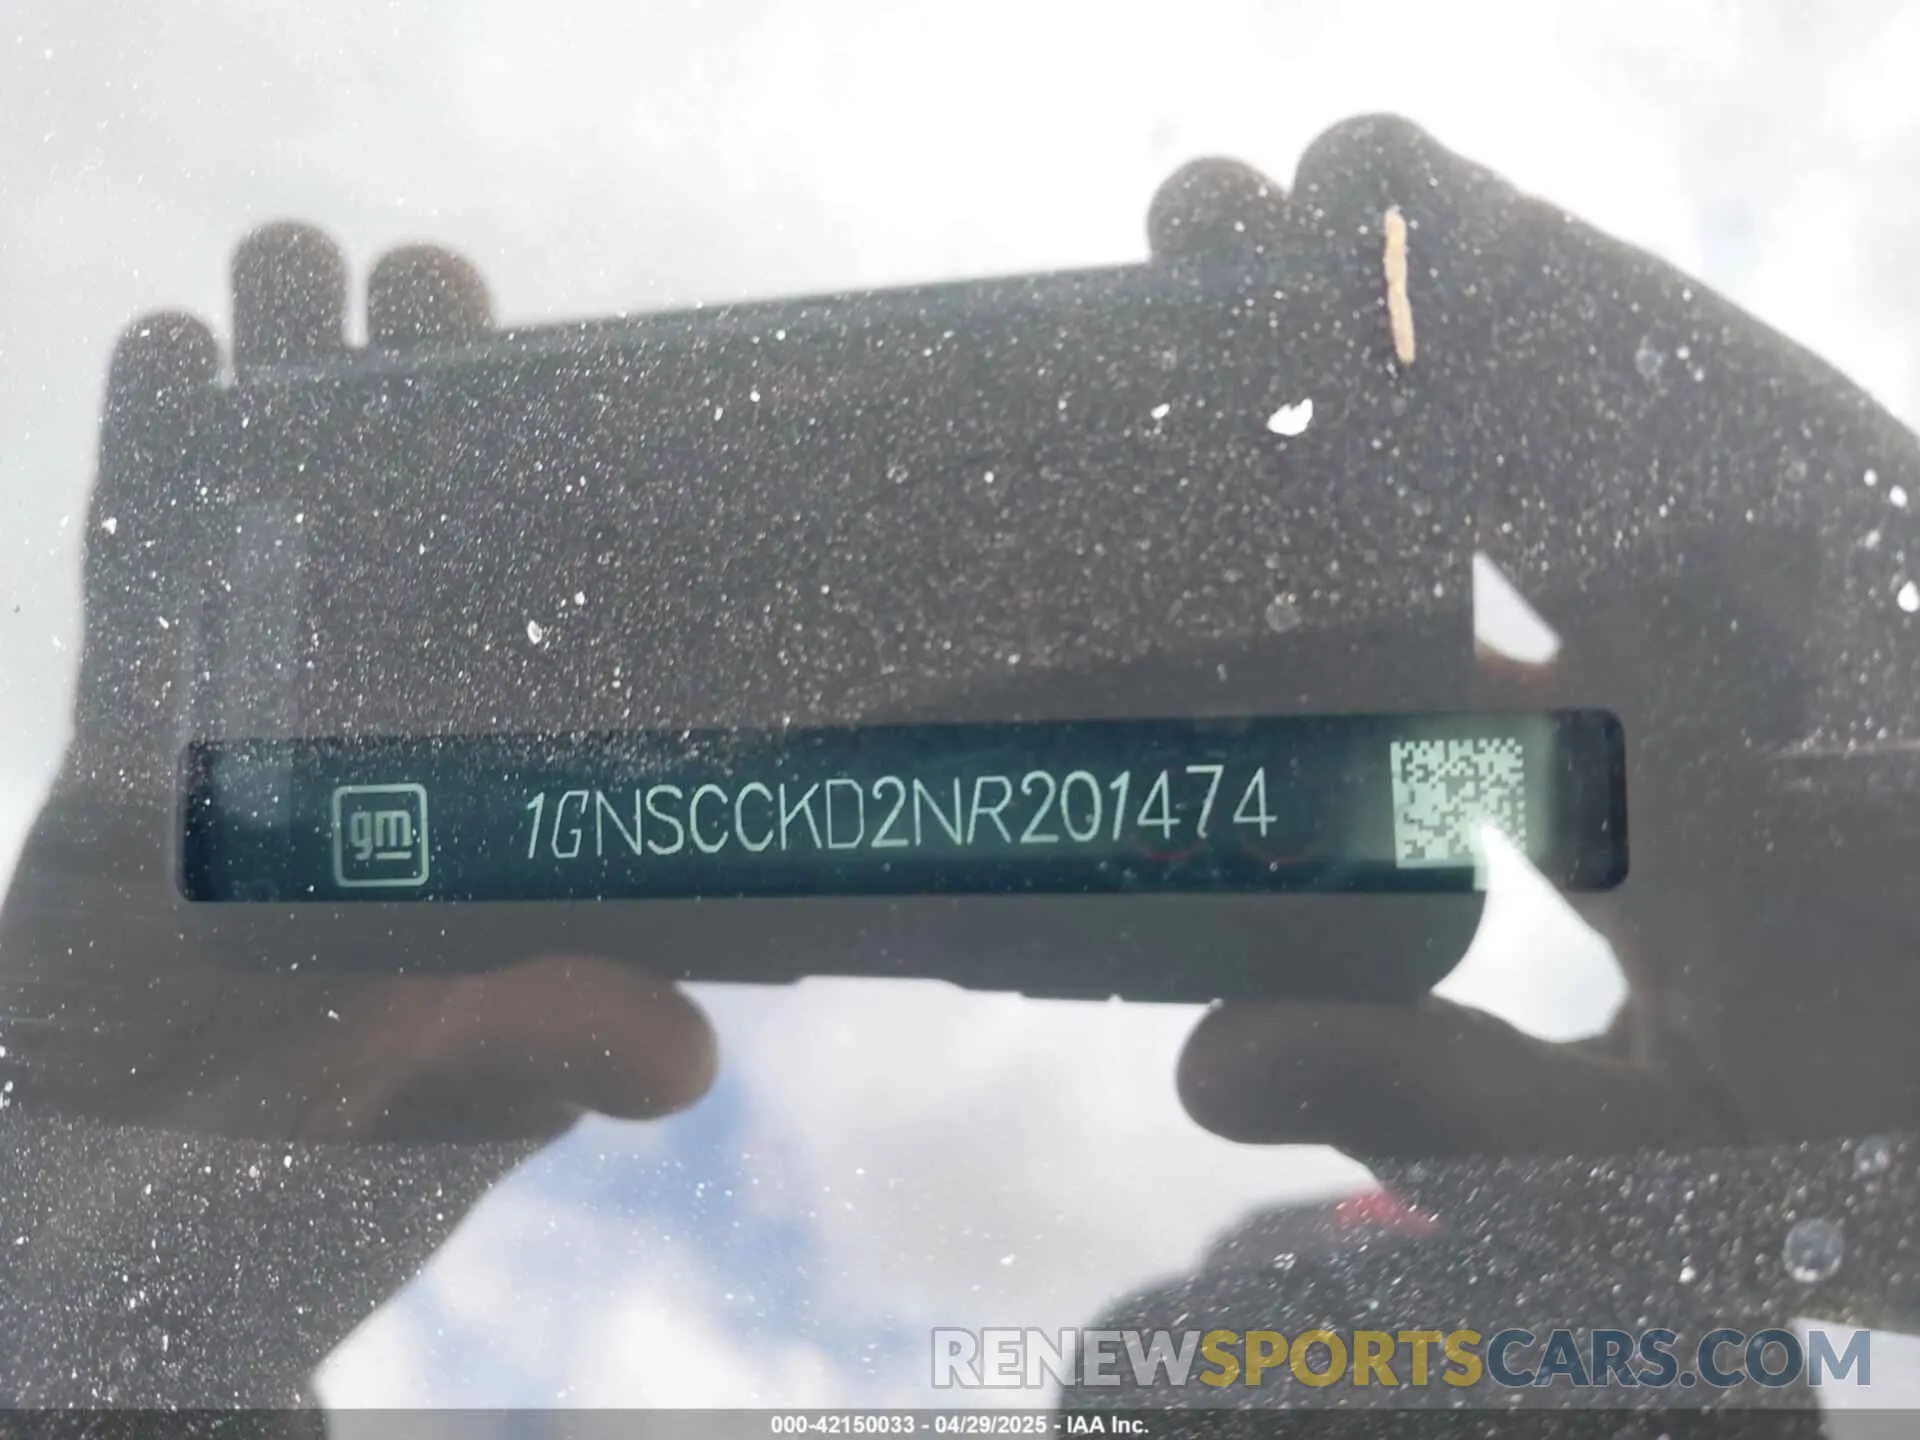 gm 1GNSCCKD2NR201474
RENEWSPORTSCARS.COM
000-42150033 - 04/29/2025 - IAA Inc.